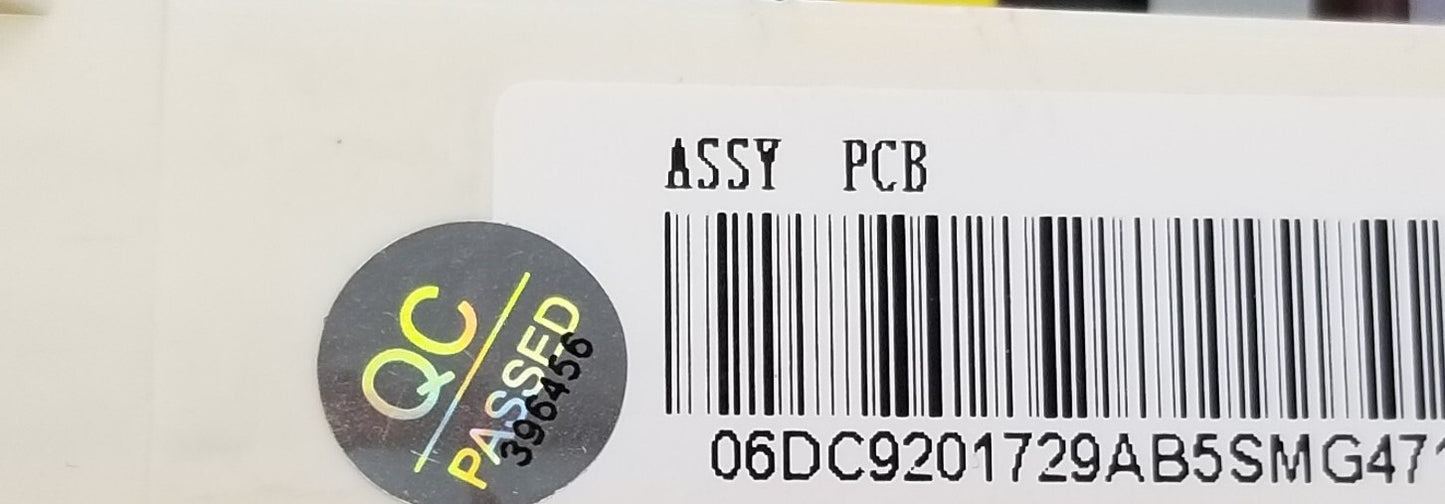 ASSY PCB
QC
PASSED
396456
06DC9201729AB5SMG471